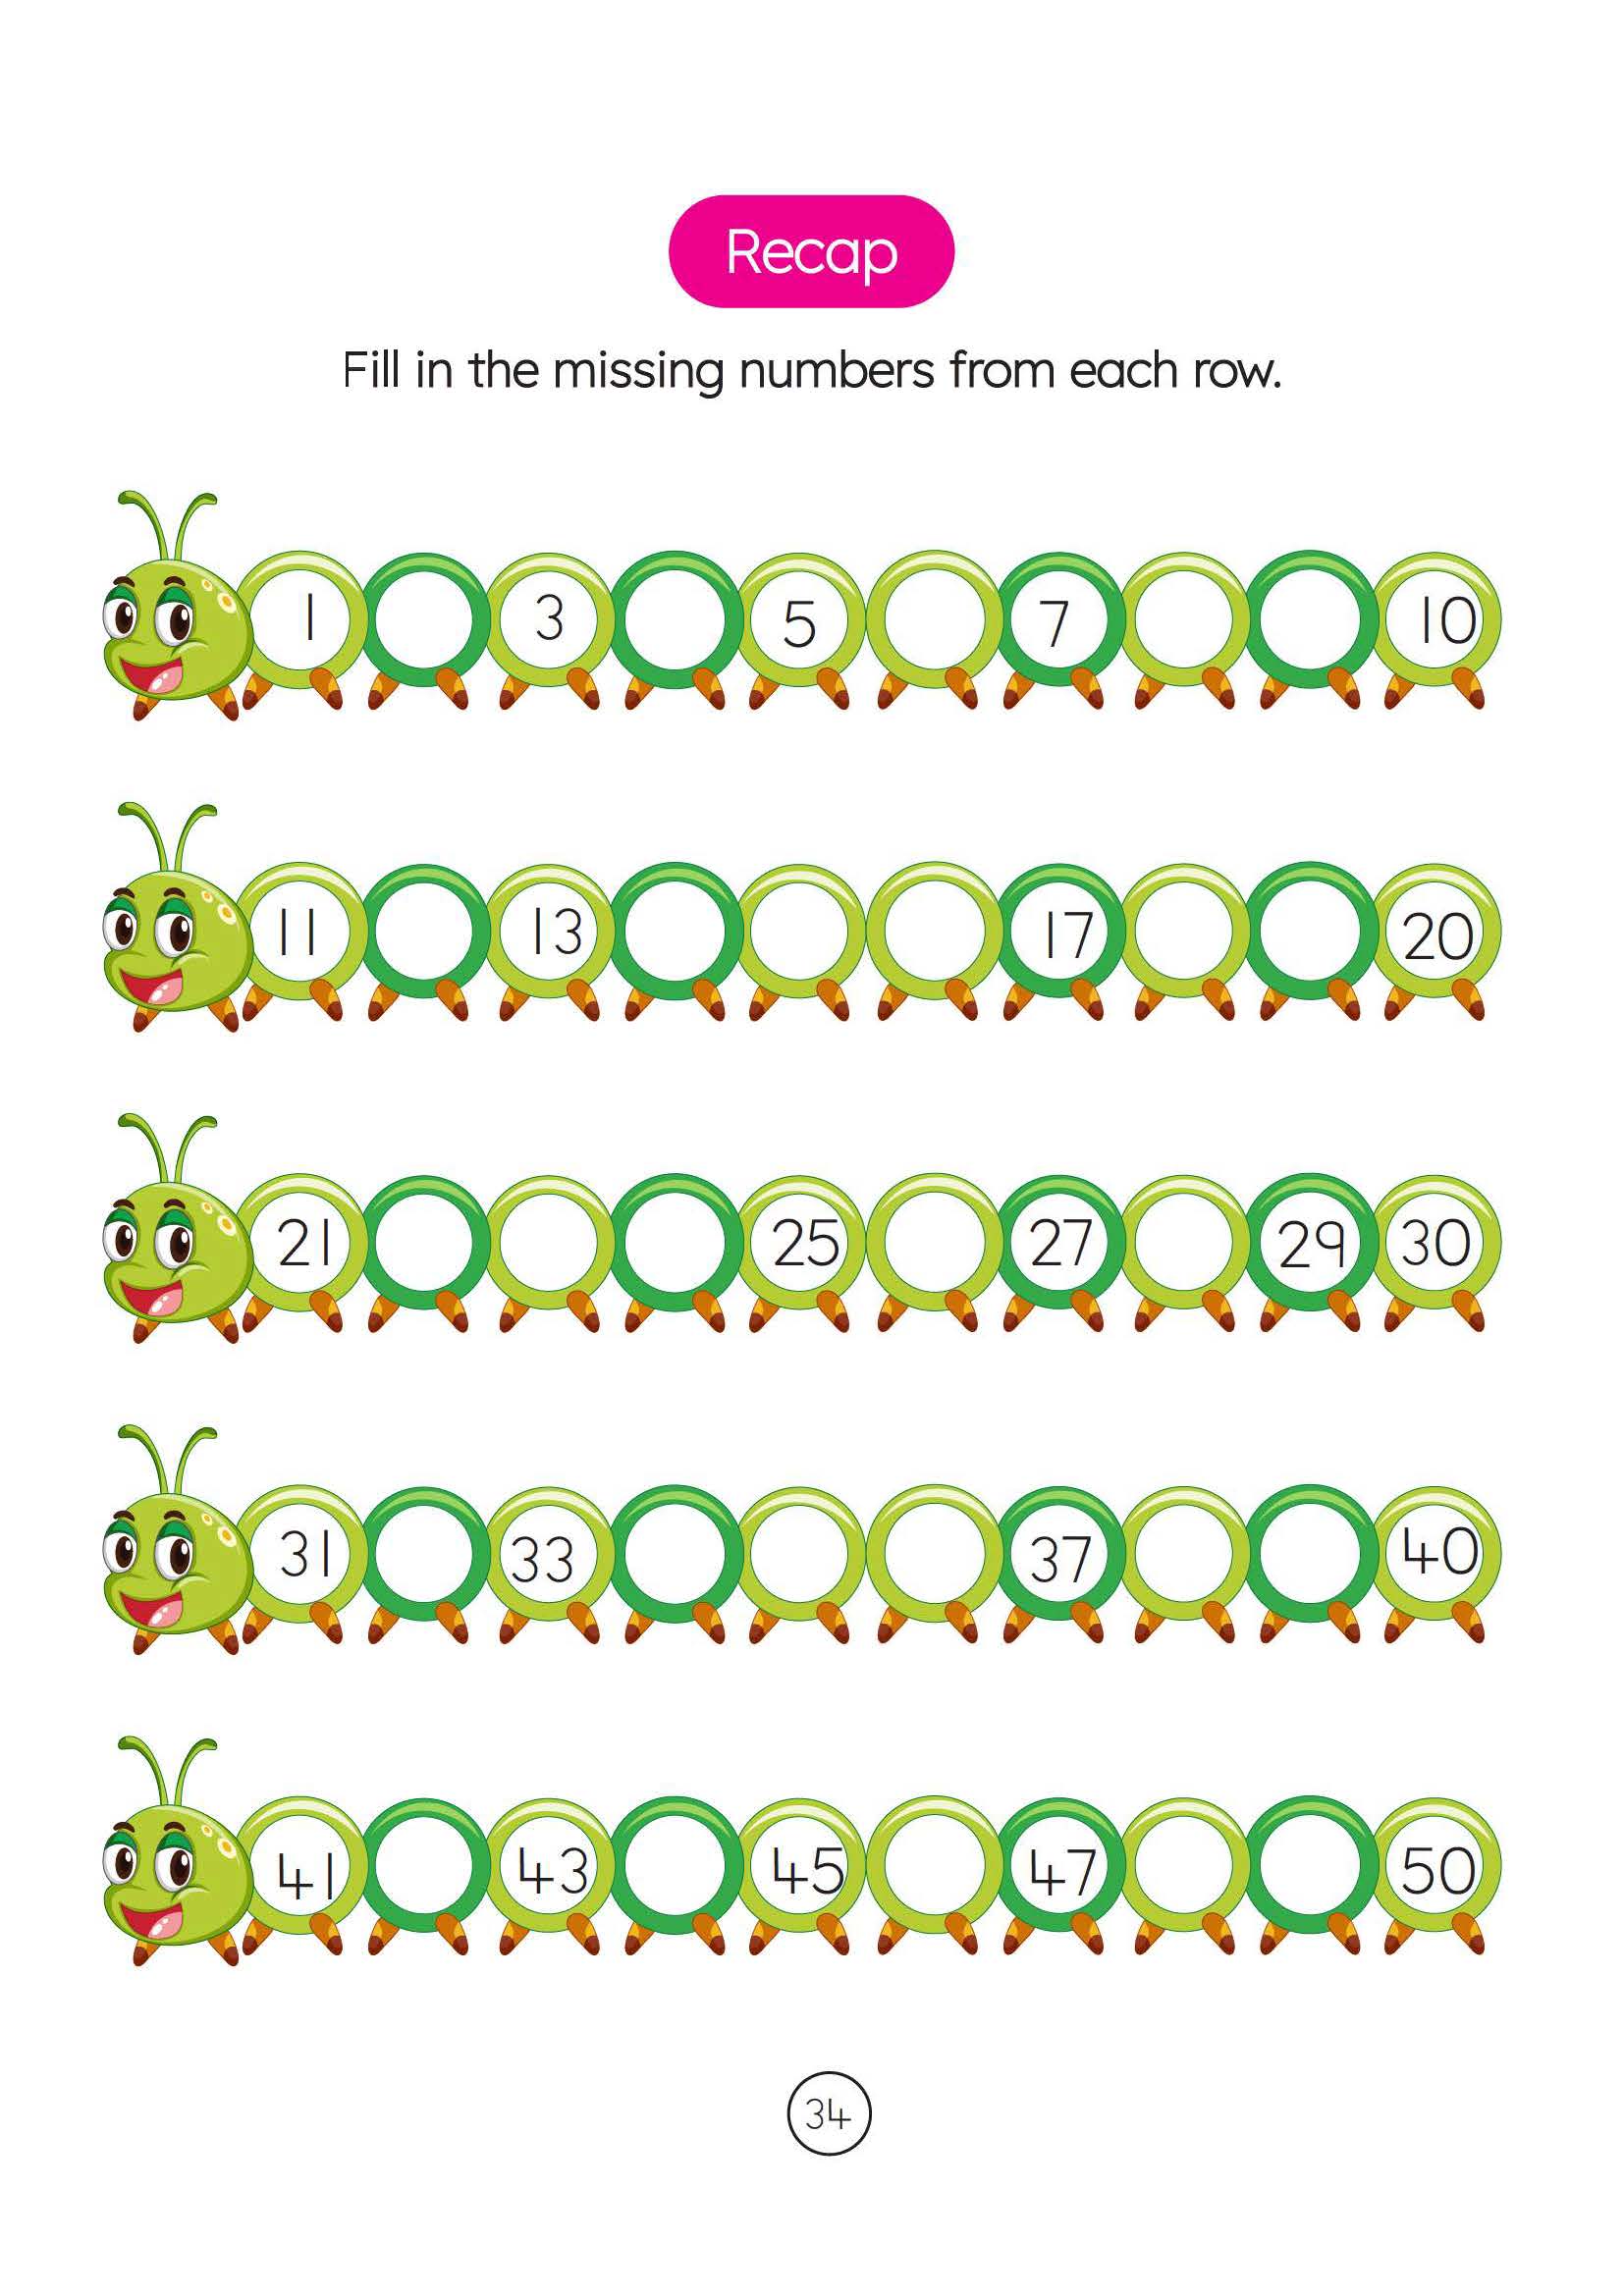 Recap
Fill in the missing numbers from each row.
1 3 5 7 10
11 13 17 20
21 25 27 29 30
31 33 37 40
41 43 45 47 50
34